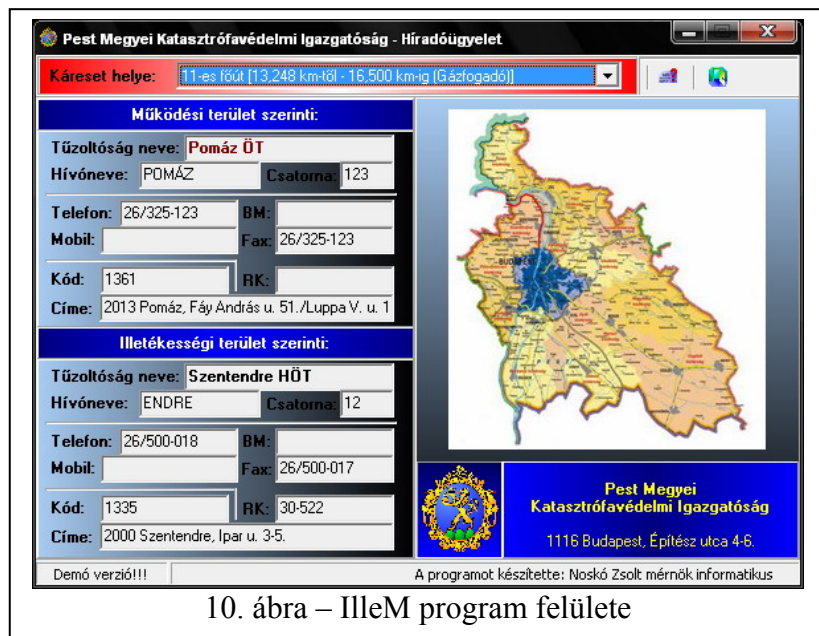 Pest Megyei Katasztrófavédelmi Igazgatóság - Híradóügyelet
Káreset helye: 11-es főút [13,248 km-től - 16,500 km-ig (Gázfogadó)]
Működési terület szerinti:
Tűzoltóság neve: Pomáz ÖT
Hívóneve: POMÁZ Csatorna: 123
Telefon: 26/325-123 BM:
Mobil: Fax: 26/325-123
Kód: 1361 RK:
Címe: 2013 Pomáz, Fáy András u. 51./Luppa V. u. 1
Illetékességi terület szerinti:
Tűzoltóság neve: Szentendre HÖT
Hívóneve: ENDRE Csatorna: 12
Telefon: 26/500-018 BM:
Mobil: Fax: 26/500-017
Kód: 1335 RK: 30-522
Címe: 2000 Szentendre, Ipar u. 3-5.
BUDAPEST
Pest Megyei
Katasztrófavédelmi Igazgatóság
1116 Budapest, Építész utca 4-6.
Demó verzió!!! A programot készítette: Noskó Zsolt mérnök informatikus
10. ábra – IlleM program felülete